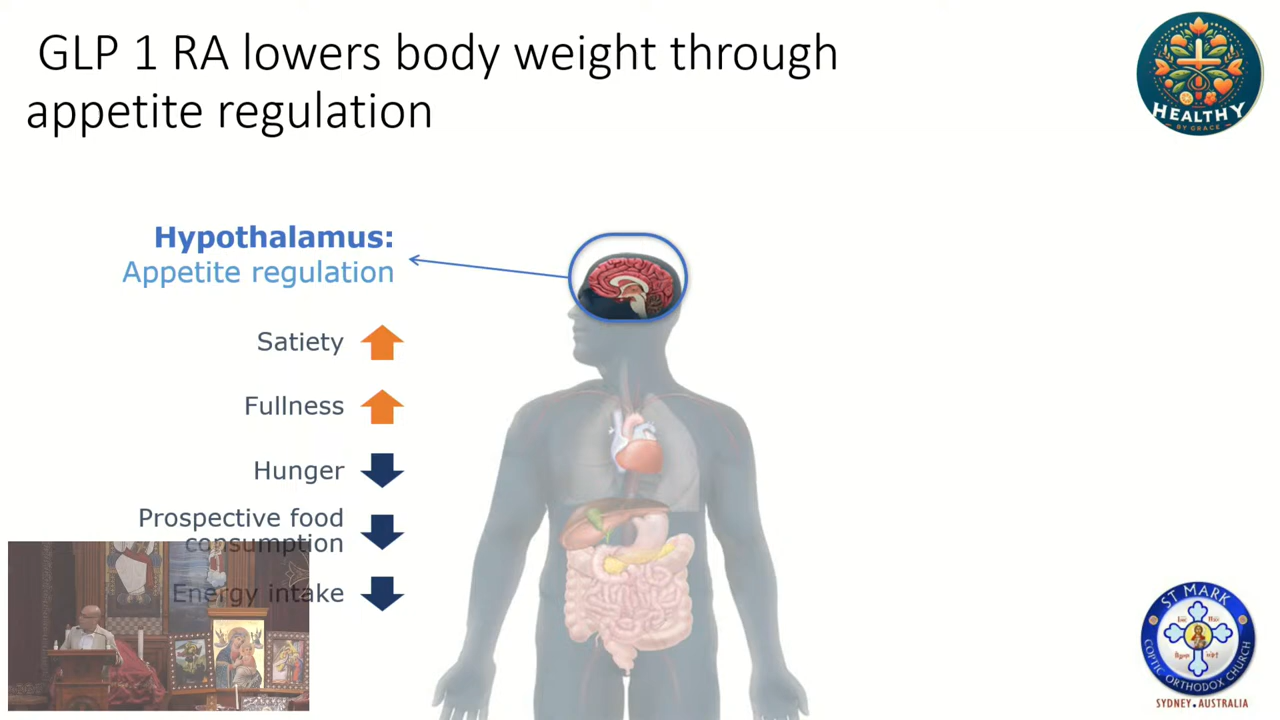 GLP 1 RA lowers body weight through
appetite regulation
HEALTHY
BY GRACE
Hypothalamus:
Appetite regulation
Satiety
Fullness
Hunger
Prospective food
consumption
Energy intake
ST MARK
COPTIC ORTHODOX CHURCH
SYDNEY.AUSTRALIA